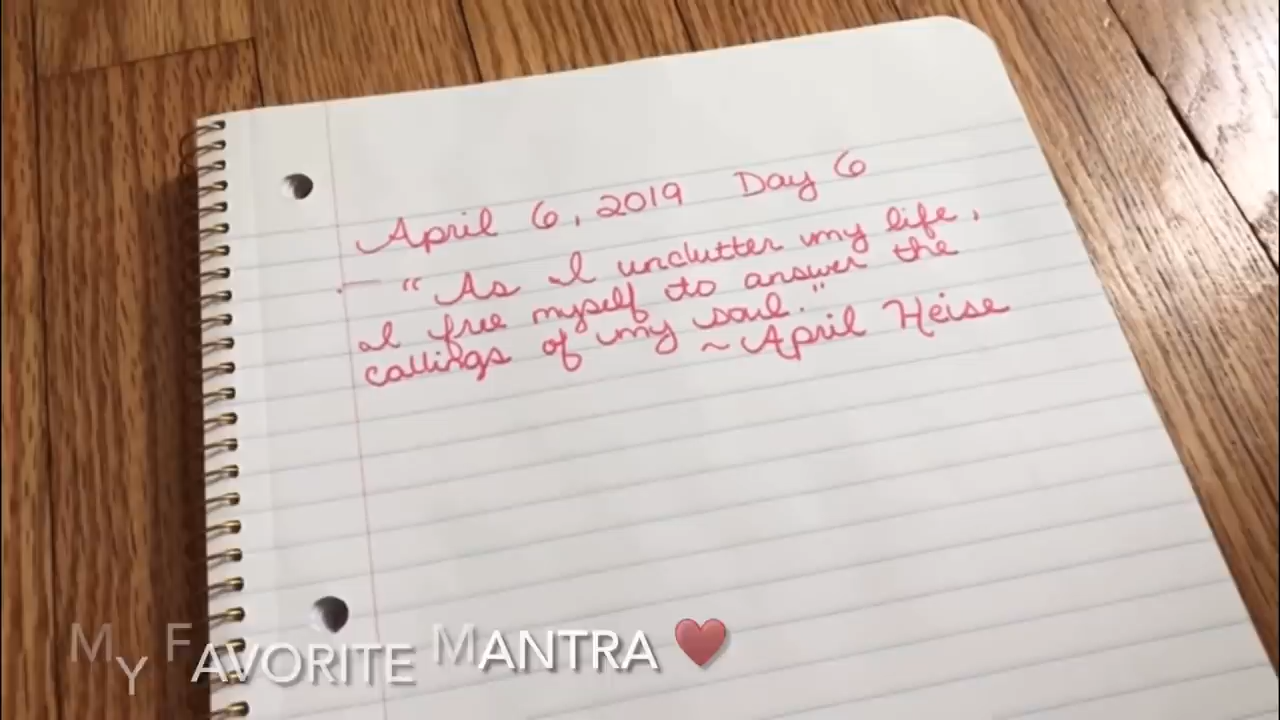 April 6, 2019 Day 6
— "As I unclutter my life,
I free myself to answer the
callings of my soul."
~April Heise
MY FAVORITE MANTRA ❤